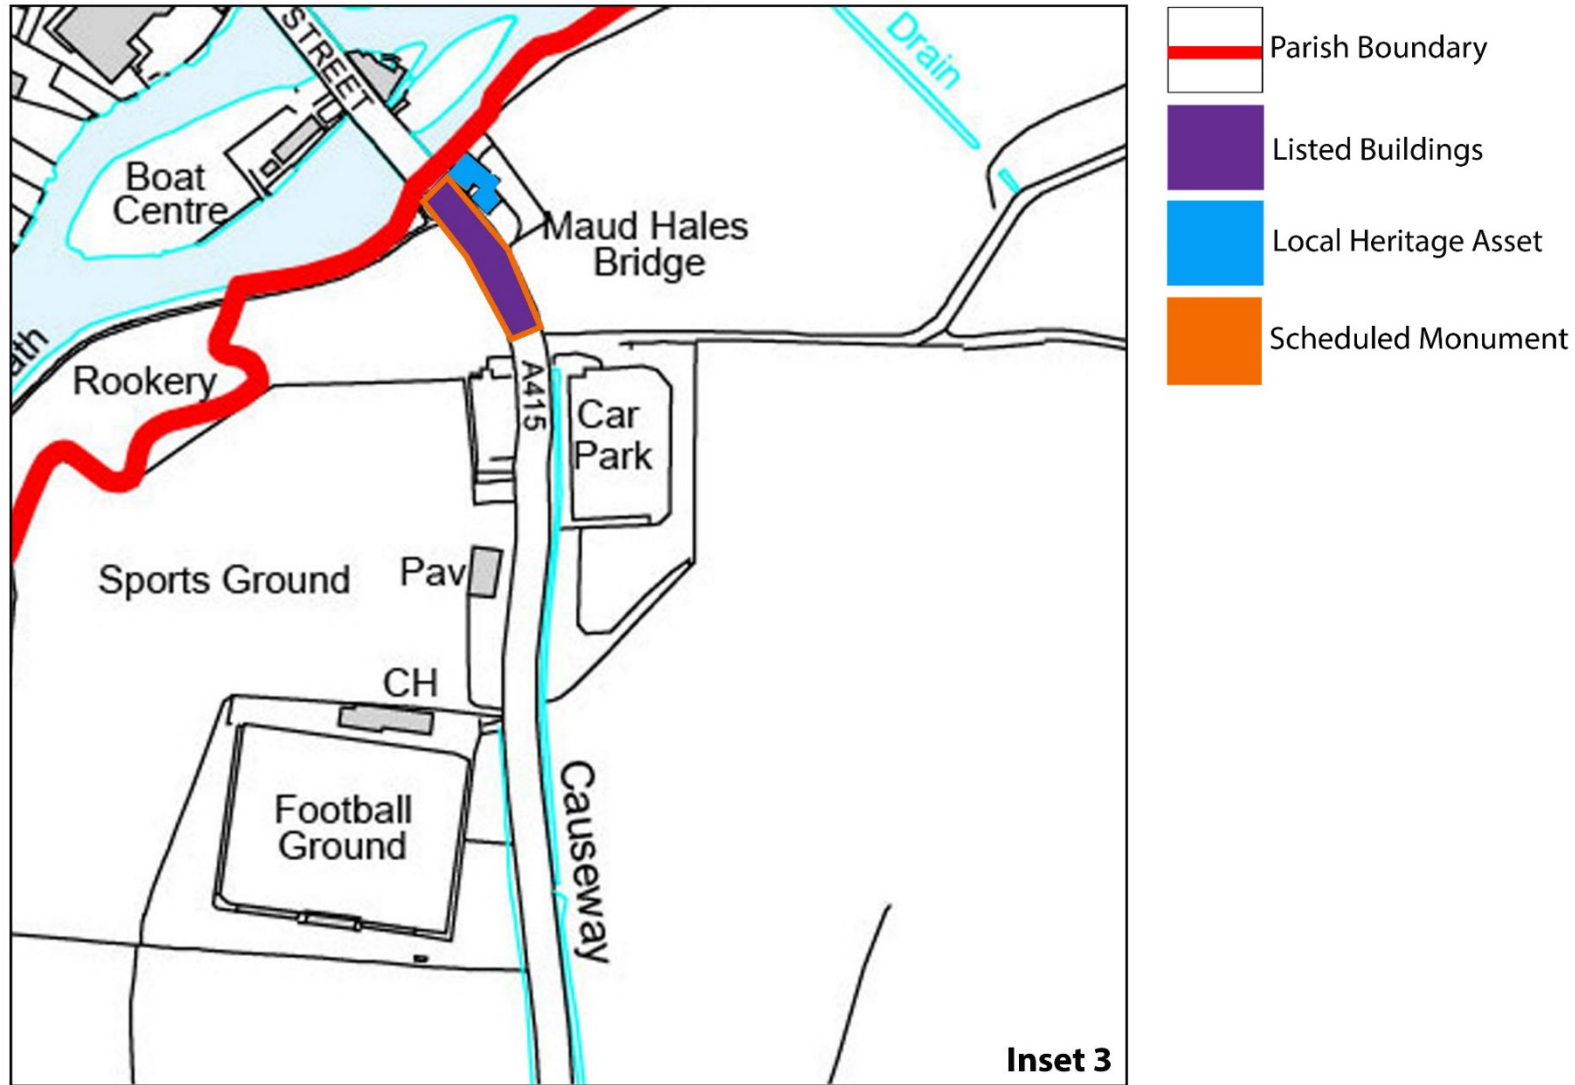 STREET
Drain
Boat
Centre
Maud Hales
Bridge
ath
Rookery
A415
Car
Park
Sports Ground
Pav
CH
Football
Ground
Causeway
Inset 3
Parish Boundary
Listed Buildings
Local Heritage Asset
Scheduled Monument